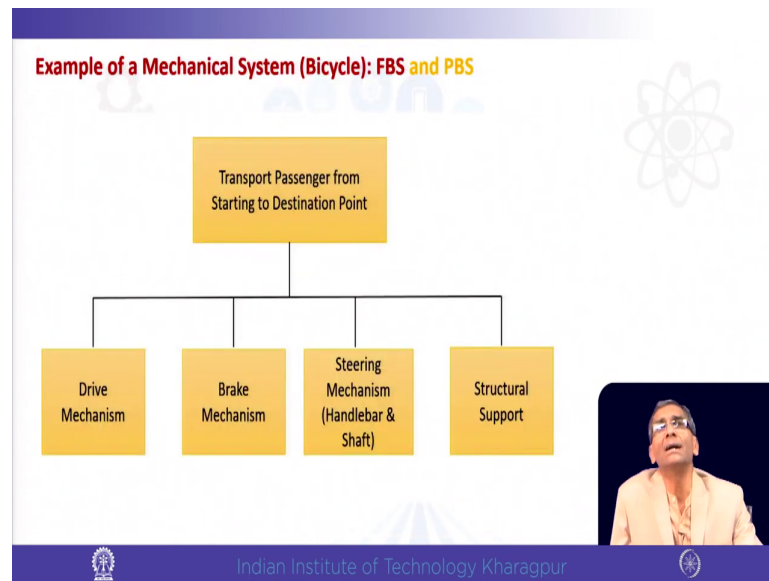 Example of a Mechanical System (Bicycle): FBS and PBS
Transport Passenger from
Starting to Destination Point
Drive
Mechanism
Brake
Mechanism
Steering
Mechanism
(Handlebar &
Shaft)
Structural
Support
Indian Institute of Technology Kharagpur